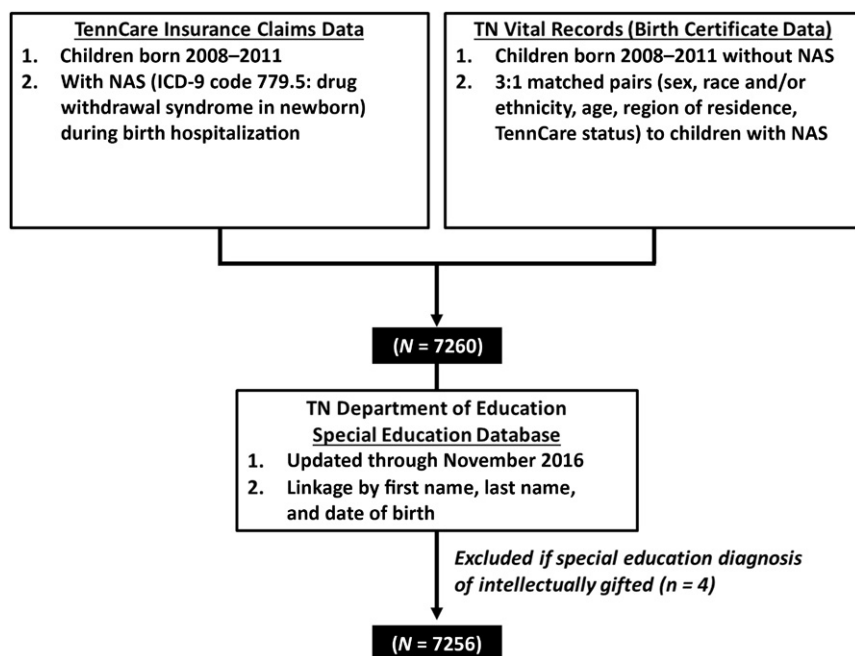 TennCare Insurance Claims Data
1. Children born 2008–2011
2. With NAS (ICD-9 code 779.5: drug
withdrawal syndrome in newborn)
during birth hospitalization
TN Vital Records (Birth Certificate Data)
1. Children born 2008–2011 without NAS
2. 3:1 matched pairs (sex, race and/or
ethnicity, age, region of residence,
TennCare status) to children with NAS
(N = 7260)
TN Department of Education
Special Education Database
1. Updated through November 2016
2. Linkage by first name, last name,
and date of birth
Excluded if special education diagnosis
of intellectually gifted (n = 4)
(N = 7256)